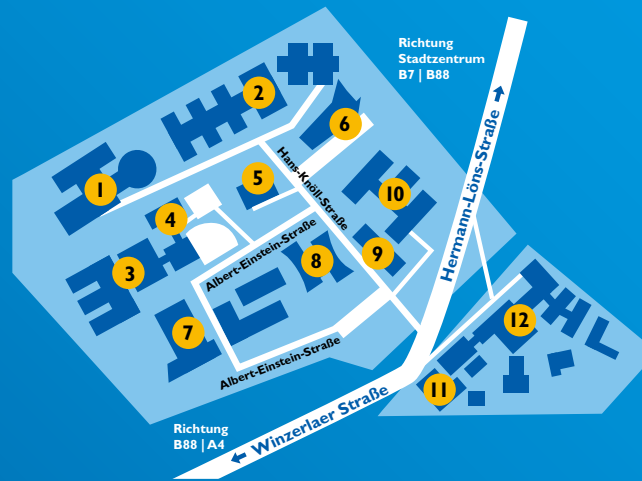 Richtung
Stadtzentrum
B7 | B88
2
6
Hermann-Löns-Straße
Hans-Knöll-Straße
5
1
10
4
9
3
8
Albert-Einstein-Straße
7
12
Albert-Einstein-Straße
11
Winzerlaer Straße
Richtung
B88 | A4